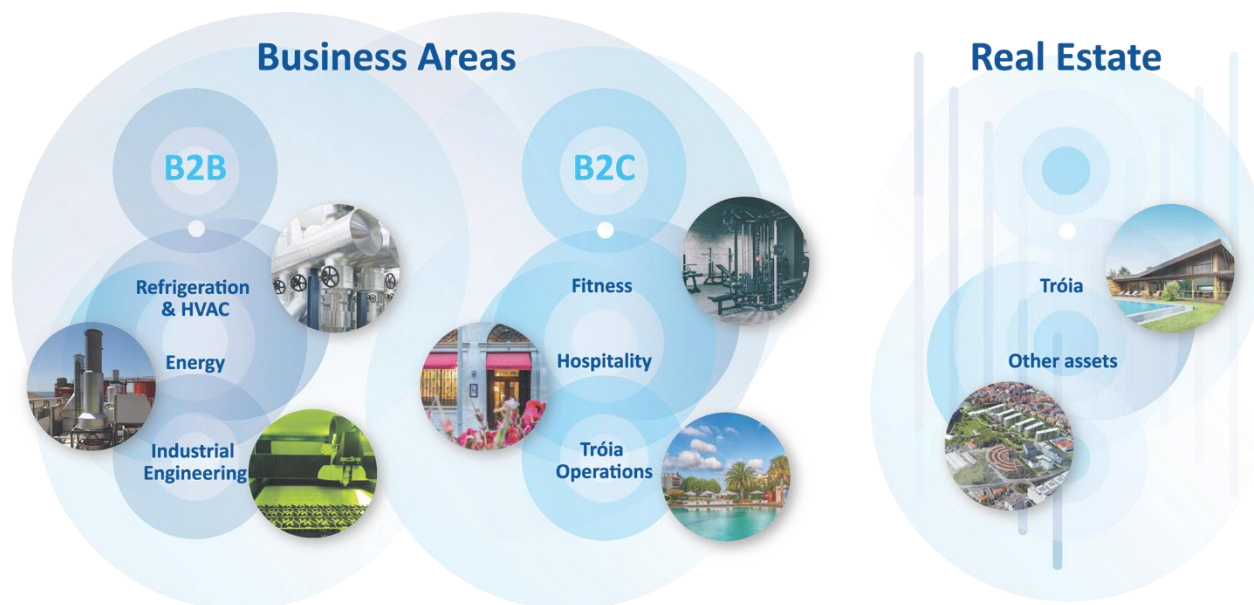 Business Areas
B2B
Refrigeration
& HVAC
Energy
Industrial
Engineering
B2C
Fitness
Hospitality
Tróia
Operations
Real Estate
Tróia
Other assets